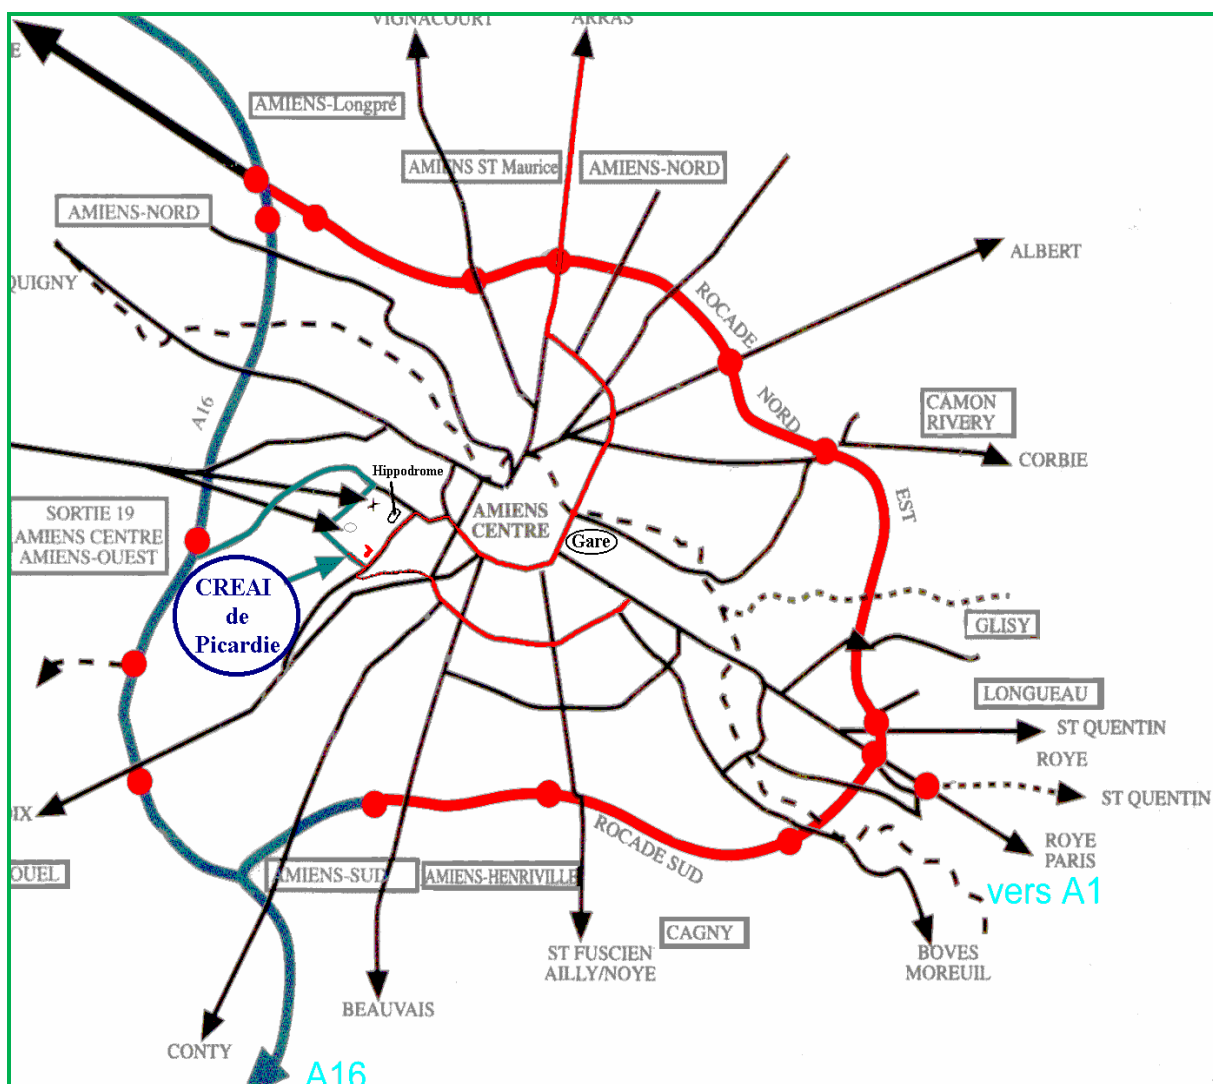 VIGNACOURT
ARRAS
E
AMIENS-Longpré
AMIENS ST Maurice
AMIENS-NORD
AMIENS-NORD
ALBERT
QUIGNY
ROCADE
NORD
EST
A16
CAMON
RIVERY
CORBIE
Hippodrome
SORTIE 19
AMIENS CENTRE
AMIENS-OUEST
AMIENS
CENTRE
Gare
CREAI
de
Picardie
GLISY
LONGUEAU
ST QUENTIN
ROYE
ST QUENTIN
OIX
ROCADE SUD
ROYE
PARIS
OUEL
AMIENS-SUD
AMIENS-HENRIVILLE
vers A1
CAGNY
ST FUSCIEN
AILLY/NOYE
BOVES
MOREUIL
BEAUVAIS
CONTY
A16